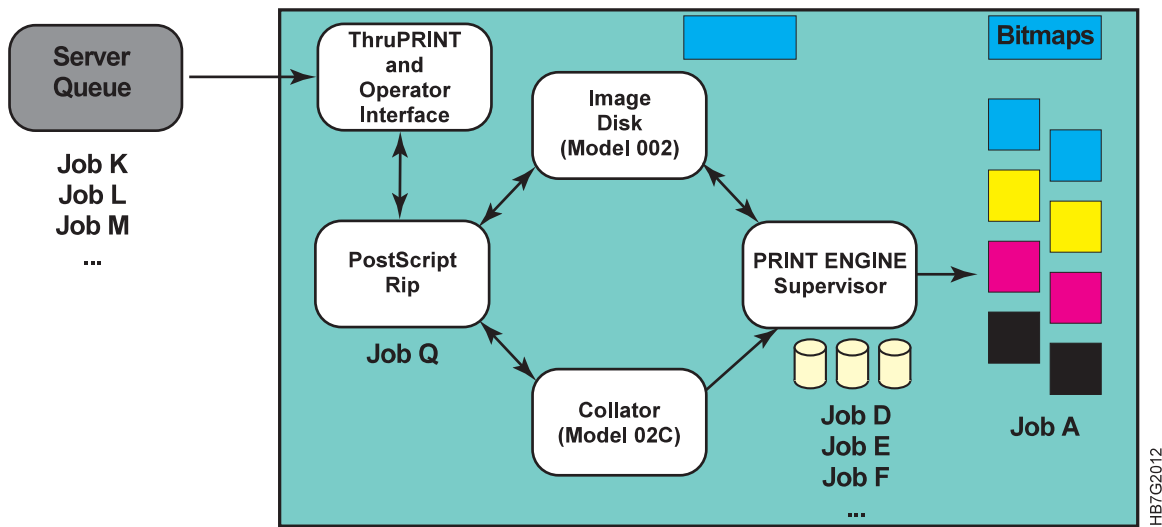 Server
Queue
Job K
Job L
Job M
...
ThruPRINT
and
Operator
Interface
PostScript
Rip
Job Q
Image
Disk
(Model 002)
Collator
(Model 02C)
PRINT ENGINE
Supervisor
Job D
Job E
Job F
...
Bitmaps
Job A
HB7G2012